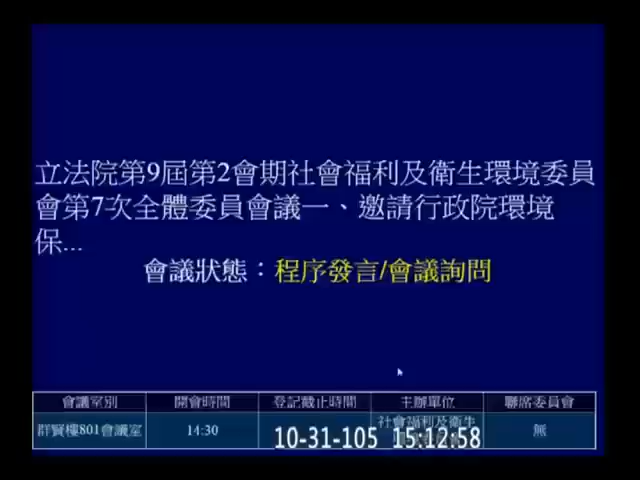 立法院第9屆第2會期社會福利及衛生環境委員
會第7次全體委員會議一、邀請行政院環境
保...
會議狀態：程序發言/會議詢問
會議室別 開會時間 登記截止時間 主辦單位 聯席委員會
群賢樓801會議室 14:30 社會福利及衛生 無
10-31-105 15:12:58